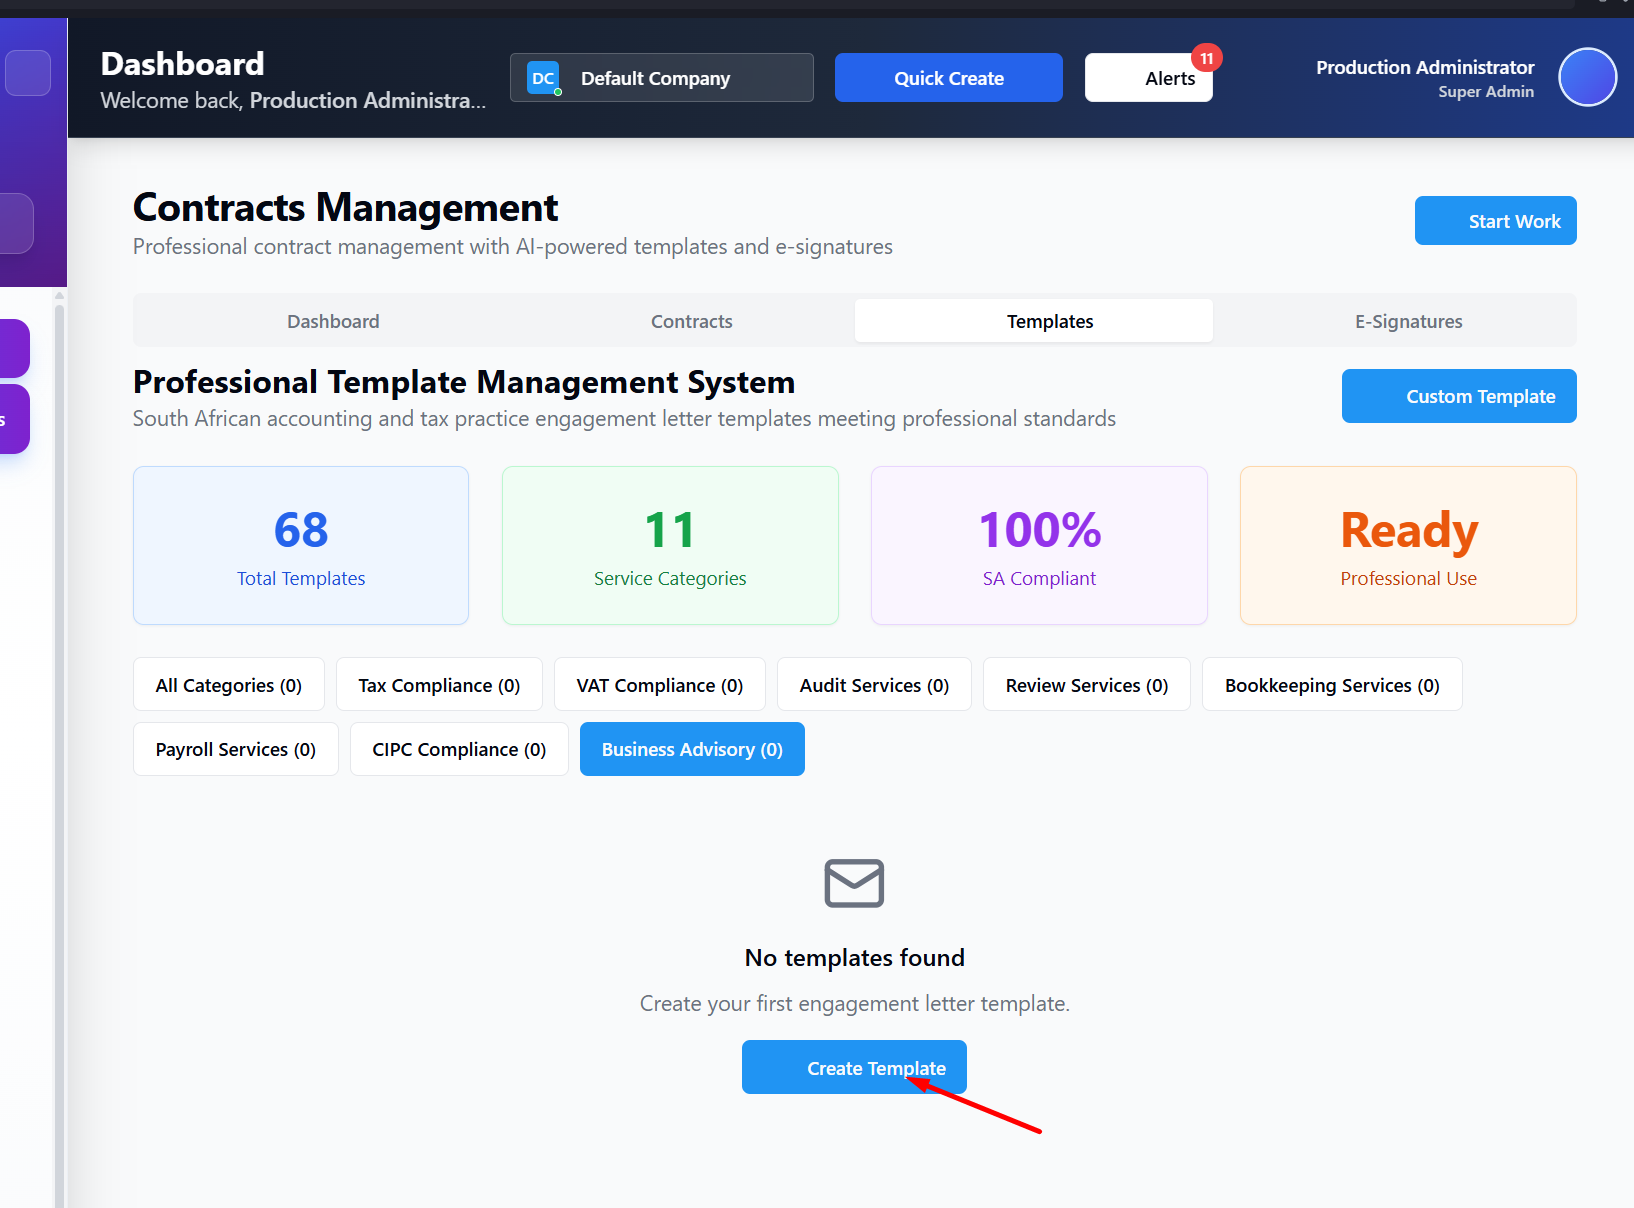 Dashboard
Welcome back, Production Administra...
DC Default Company
Quick Create
Alerts
11
Production Administrator
Super Admin
Contracts Management
Professional contract management with AI-powered templates and e-signatures
Start Work
Dashboard
Contracts
Templates
E-Signatures
Professional Template Management System
South African accounting and tax practice engagement letter templates meeting professional standards
Custom Template
s
68
Total Templates
11
Service Categories
100%
SA Compliant
Ready
Professional Use
All Categories (0)
Tax Compliance (0)
VAT Compliance (0)
Audit Services (0)
Review Services (0)
Bookkeeping Services (0)
Payroll Services (0)
CIPC Compliance (0)
Business Advisory (0)
No templates found
Create your first engagement letter template.
Create Template